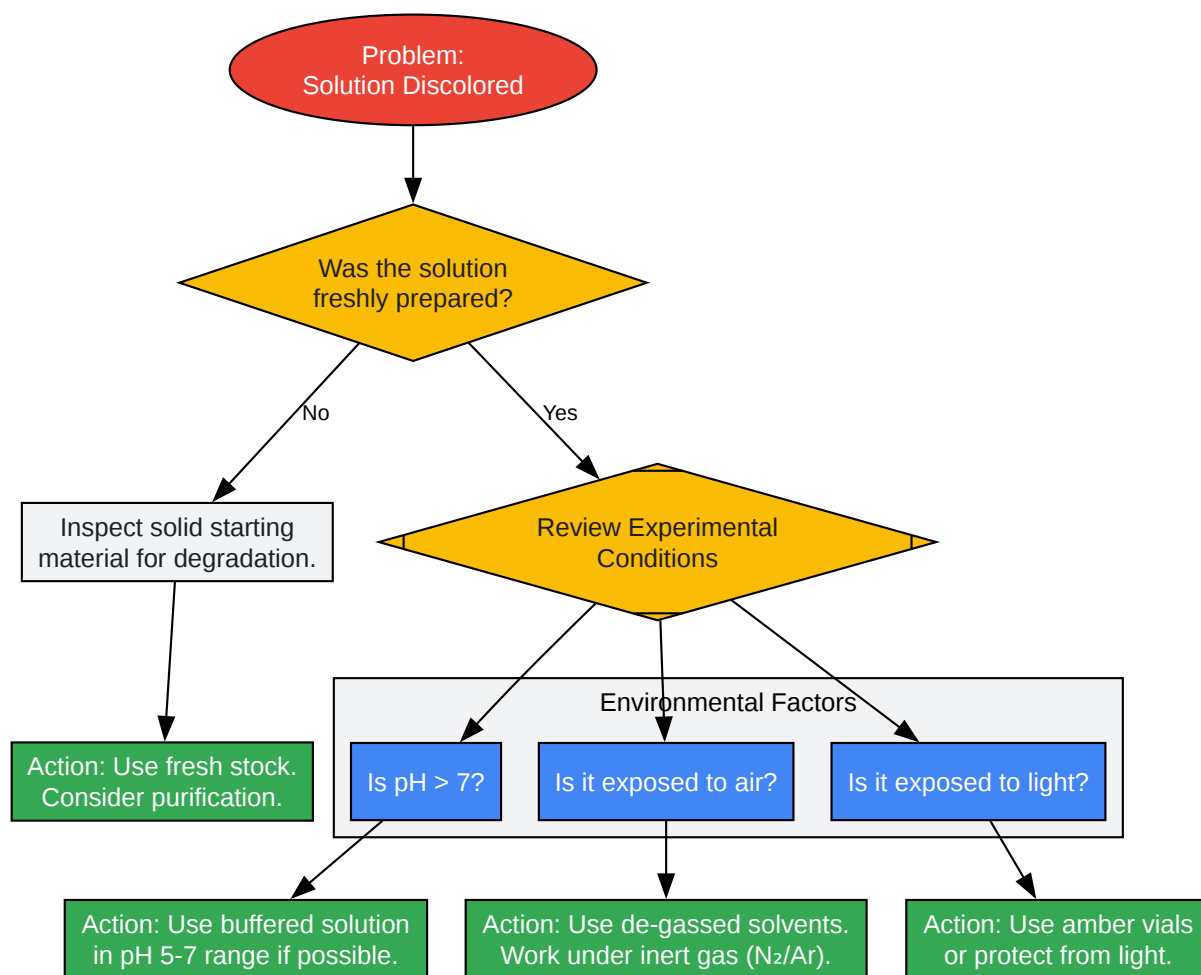 Problem:
Solution Discolored
Was the solution
freshly prepared?
No
Yes
Inspect solid starting
material for degradation.
Review Experimental
Conditions
Environmental Factors
Action: Use fresh stock.
Consider purification.
Is pH > 7?
Is it exposed to air?
Is it exposed to light?
Action: Use buffered solution
in pH 5-7 range if possible.
Action: Use de-gassed solvents.
Work under inert gas (N₂/Ar).
Action: Use amber vials
or protect from light.